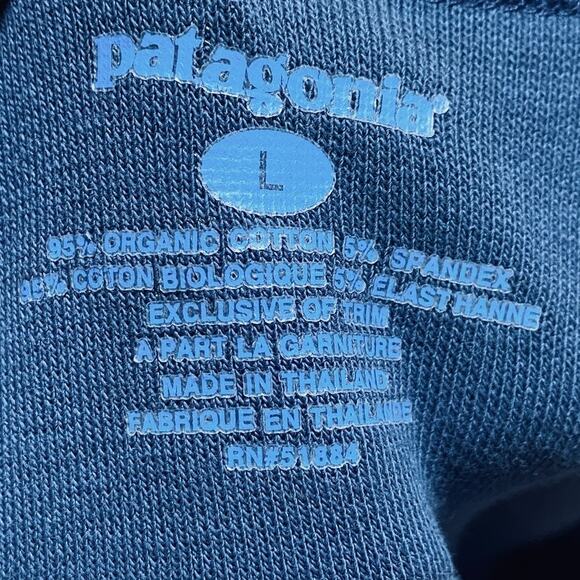 patagonia®
L
95% ORGANIC COTTON 5% SPANDEX
95% COTON BIOLOGIQUE 5% ELASTHANNE
EXCLUSIVE OF TRIM
A PART LA GARNITURE
MADE IN THAILAND
FABRIQUE EN THAILANDE
RN#51884